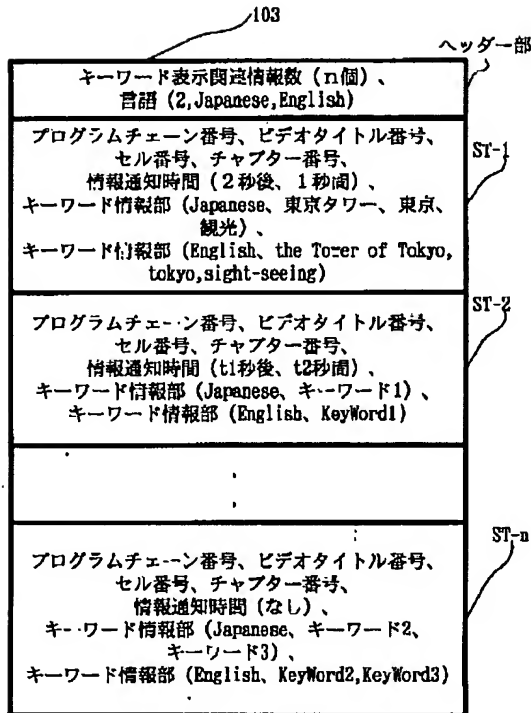 103
ヘッダー部
キーワード表示関連情報数 (n個)、
言語 (2,Japanese,English)
プログラムチェーン番号、ビデオタイトル番号、
セル番号、チャプター番号、
情報通知時間 (2秒後、1秒間)、
キーワード情報部 (Japanese、東京タワー、東京、
観光)、
キーワード情報部 (English、the Tower of Tokyo,
tokyo,sight-seeing)
ST-1
プログラムチェーン番号、ビデオタイトル番号、
セル番号、チャプター番号、
情報通知時間 (t1秒後、t2秒間)、
キーワード情報部 (Japanese、キーワード1)、
キーワード情報部 (English、KeyWord1)
ST-2
プログラムチェーン番号、ビデオタイトル番号、
セル番号、チャプター番号、
情報通知時間 (なし)、
キーワード情報部 (Japanese、キーワード2、
キーワード3)、
キーワード情報部 (English、KeyWord2,KeyWord3)
ST-n